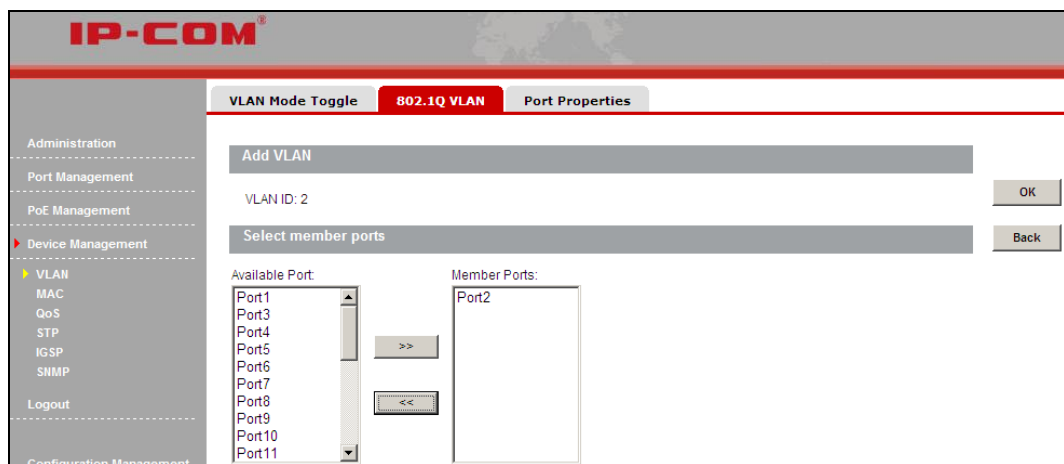 IP-COM®
VLAN Mode Toggle 802.1Q VLAN Port Properties
Administration
Port Management
PoE Management
Device Management
VLAN
MAC
QoS
STP
IGSP
SNMP
Logout
Configuration Management
Add VLAN
VLAN ID: 2
OK
Select member ports
Back
Available Port:
Port1
Port3
Port4
Port5
Port6
Port7
Port8
Port9
Port10
Port11
>>
<<
Member Ports:
Port2